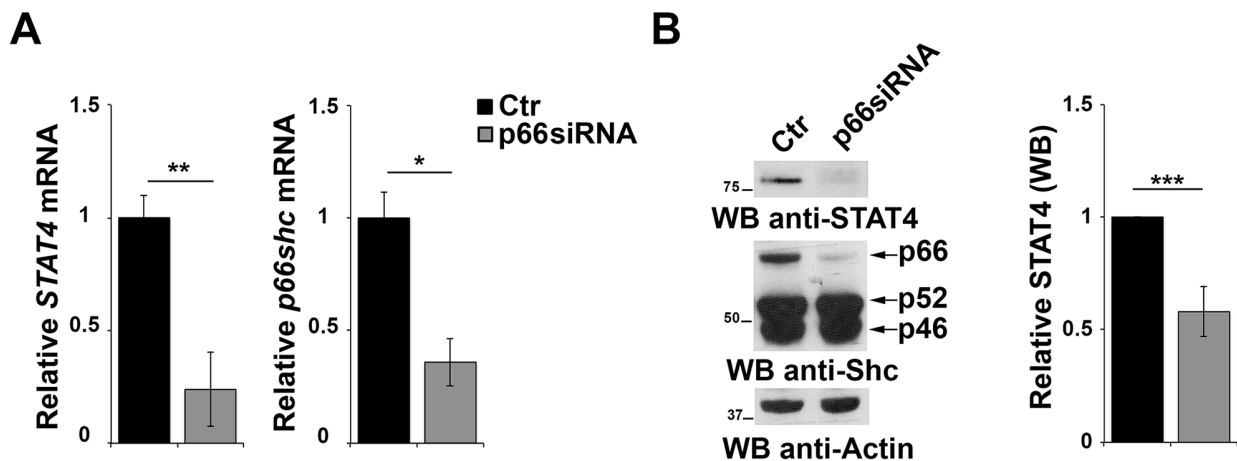 A
Relative STAT4 mRNA
1.5
1
0.5
0
**
Relative p66shc mRNA
1.5
1
0.5
0
*
Ctr
p66siRNA
B
Ctr
p66siRNA
75
WB anti-STAT4
p66
p52
50
p46
WB anti-Shc
37
WB anti-Actin
Relative STAT4 (WB)
1.5
1
0.5
0
***